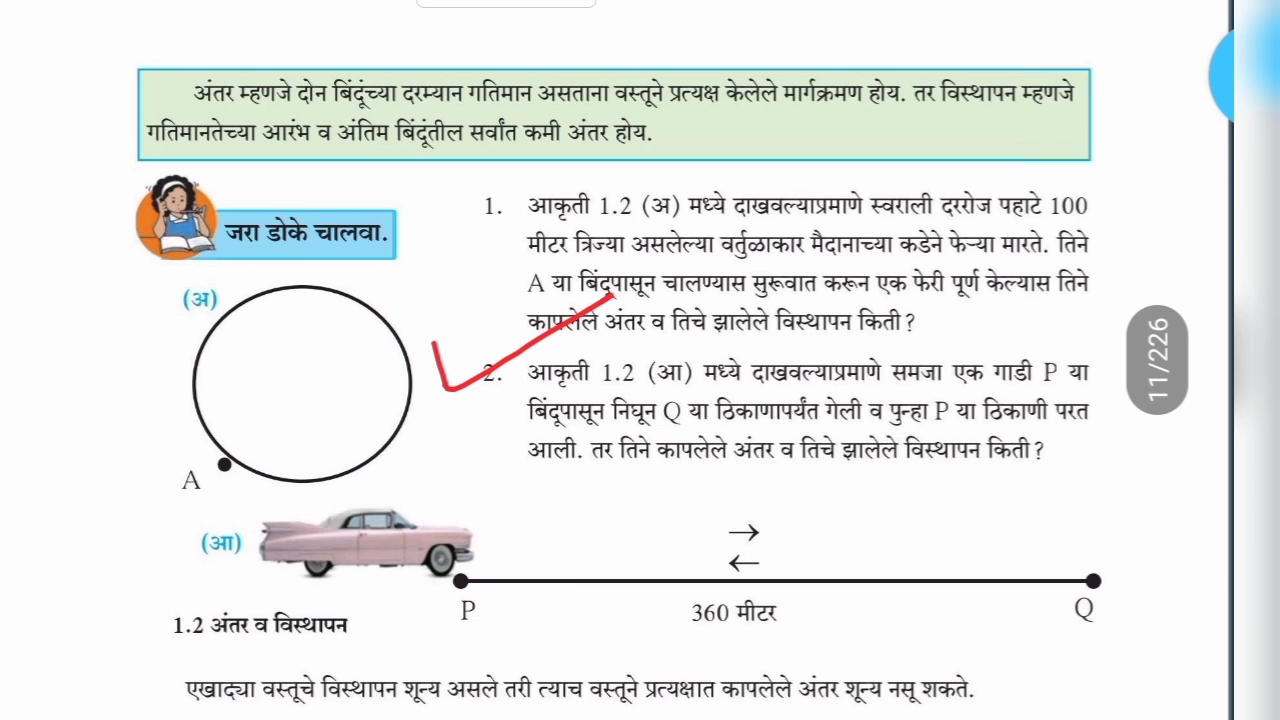 अंतर म्हणजे दोन बिंदूंच्या दरम्यान गतिमान असताना वस्तूने प्रत्यक्ष केलेले मार्गक्रमण होय. तर विस्थापन म्हणजे
गतिमानतेच्या आरंभ व अंतिम बिंदूंतील सर्वांत कमी अंतर होय.
जरा डोके चालवा.
1. आकृती 1.2 (अ) मध्ये दाखवल्याप्रमाणे स्वराली दररोज पहाटे 100
मीटर त्रिज्या असलेल्या वर्तुळाकार मैदानाच्या कडेने फेऱ्या मारते. तिने
A या बिंदूपासून चालण्यास सुरूवात करून एक फेरी पूर्ण केल्यास तिने
कापलेले अंतर व तिचे झालेले विस्थापन किती?
2. आकृती 1.2 (आ) मध्ये दाखवल्याप्रमाणे समजा एक गाडी P या
बिंदूपासून निघून Q या ठिकाणापर्यंत गेली व पुन्हा P या ठिकाणी परत
आली. तर तिने कापलेले अंतर व तिचे झालेले विस्थापन किती?
(अ)
A
11/226
(आ)
→
←
P 360 मीटर Q
1.2 अंतर व विस्थापन
एखाद्या वस्तूचे विस्थापन शून्य असले तरी त्याच वस्तूने प्रत्यक्षात कापलेले अंतर शून्य नसू शकते.